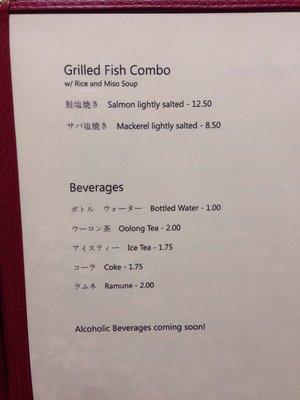 Grilled Fish Combo
w/ Rice and Miso Soup
鮭塩焼き Salmon lightly salted - 12.50
サバ塩焼き Mackerel lightly salted - 8.50
Beverages
ボトル ウォーター Bottled Water - 1.00
ウーロン茶 Oolong Tea - 2.00
アイスティー Ice Tea - 1.75
コーラ Coke - 1.75
ラムネ Ramune - 2.00
Alcoholic Beverages coming soon!